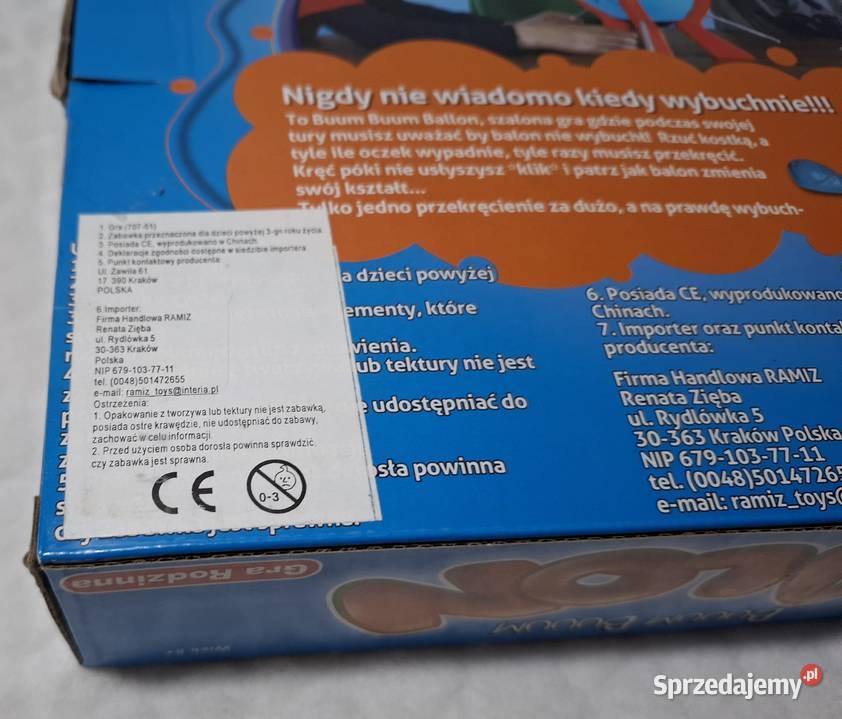 Nigdy nie wiadomo kiedy wybuchnie!!!
To Buum Buum Ballon, szalona gra gdzie podczas swojej
tury musisz uważać by balon nie wybuchł! Rzuć kostką, a
tyle ile oczek wypadnie, tyle razy musisz przekręcić.
Kręć póki nie usłyszysz "klik" i patrz jak balon zmienia
swój kształt...
Tylko jedno przekręcenie za dużo, a na prawdę wybuch-
1. Gra (707-51)
2. Zabawka przeznaczona dla dzieci powyżej 3-go roku życia.
3. Posiada CE, wyprodukowano w Chinach.
4. Deklaracje zgodności dostępne w siedzibie importera
5. Punkt kontaktowy producenta:
Ul. Zawiła 61
17 390 Kraków
POLSKA
6.Importer:
Firma Handlowa RAMIZ
Renata Zięba
ul. Rydlówka 5
30-363 Kraków
Polska
NIP 679-103-77-11
tel. (0048)501472655
e-mail: ramiz_toys@interia.pl
Ostrzeżenia:
1. Opakowanie z tworzywa lub tektury nie jest zabawką,
posiada ostre krawędzie, nie udostępniać do zabawy,
zachować w celu informacji.
2. Przed użyciem osoba dorosła powinna sprawdzić,
czy zabawka jest sprawna.
CE
0-3
a dzieci powyżej
ementy, które
wienia.
ub tektury nie jest
e udostępniać do
osła powinna
6. Posiada CE, wyprodukowano
Chinach.
7. Importer oraz punkt konta
producenta:
Firma Handlowa RAMIZ
Renata Zięba
ul. Rydlówka 5
30-363 Kraków Polska
NIP 679-103-77-11
tel. (0048)50147265
e-mail: ramiz_toys@
Gra Rodzinna
Sprzedajemy.pl